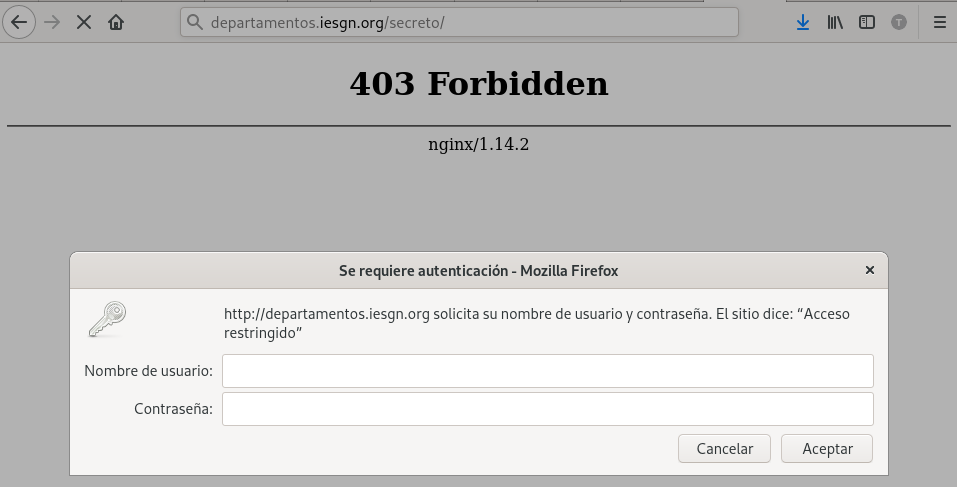 departamentos.iesgn.org/secreto/
T
403 Forbidden
nginx/1.14.2
Se requiere autenticación - Mozilla Firefox
×
http://departamentos.iesgn.org solicita su nombre de usuario y contraseña. El sitio dice: “Acceso
restringido”
Nombre de usuario:
Contraseña:
Cancelar Aceptar